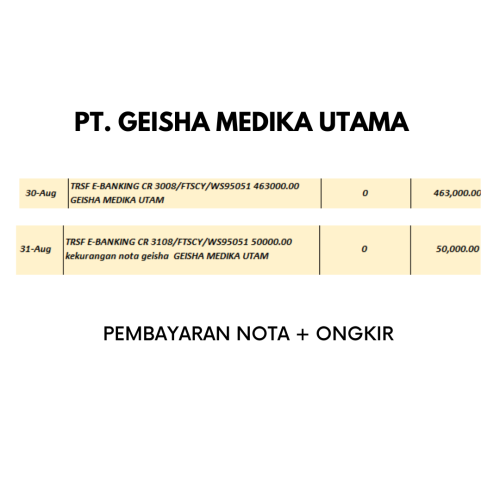 PT. GEISHA MEDIKA UTAMA
30-Aug TRSF E-BANKING CR 3008/FTSCY/WS95051 463000.00 0 463,000.00
GEISHA MEDIKA UTAM
31-Aug TRSF E-BANKING CR 3108/FTSCY/WS95051 50000.00 0 50,000.00
kekurangan nota geisha GEISHA MEDIKA UTAM
PEMBAYARAN NOTA + ONGKIR